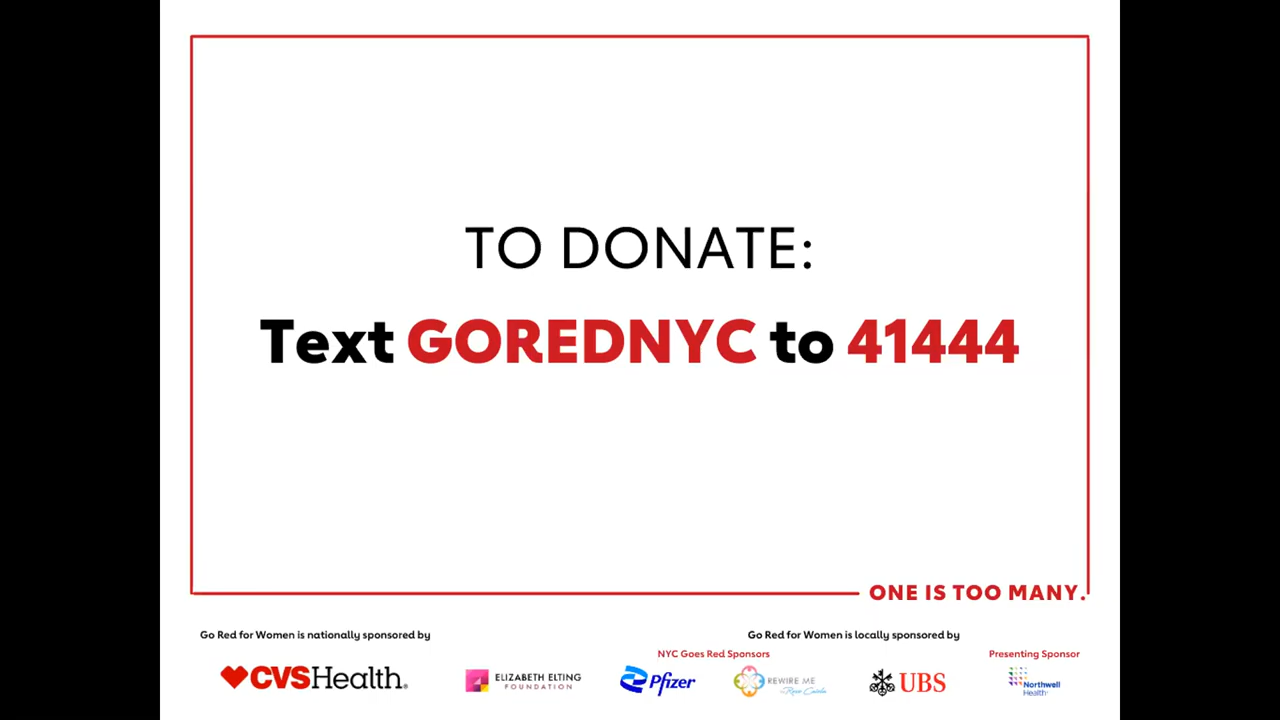 TO DONATE:
Text GOREDNYC to 41444
ONE IS TOO MANY.
Go Red for Women is nationally sponsored by
Go Red for Women is locally sponsored by
NYC Goes Red Sponsors
Presenting Sponsor
CVSHealth®
ELIZABETH ELTING
FOUNDATION
Pfizer
REWIRE ME
UBS
Northwell
Health